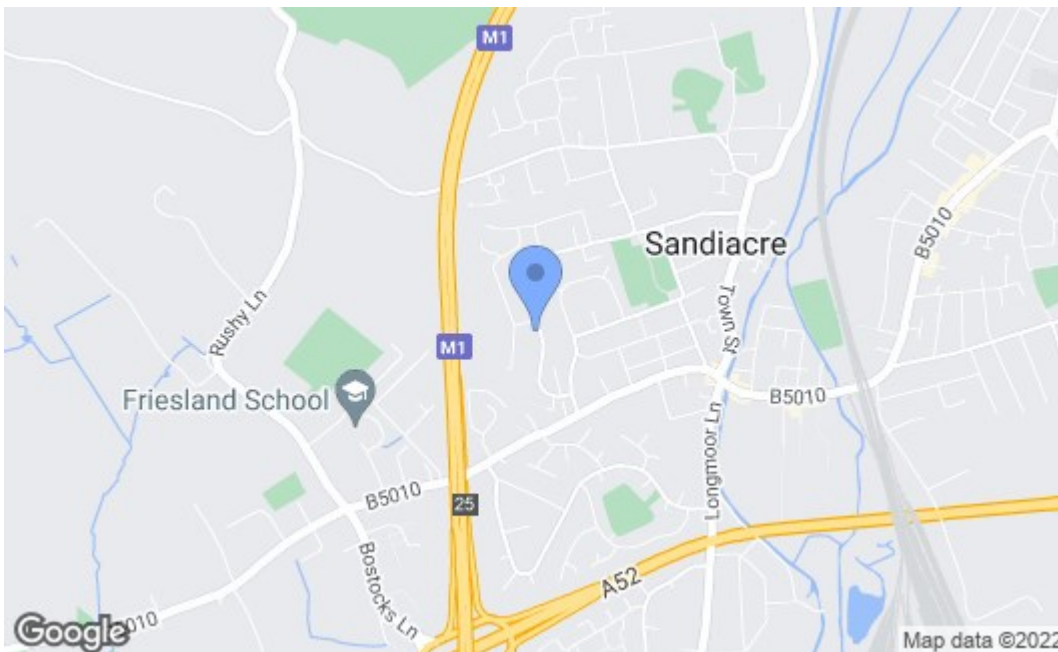 M1
Sandiacre
B5010
Rushy Ln
Town St
M1
Friesland School
B5010
Longmoor Ln
B5010
25
Bostocks Ln
A52
Google
Map data ©2022